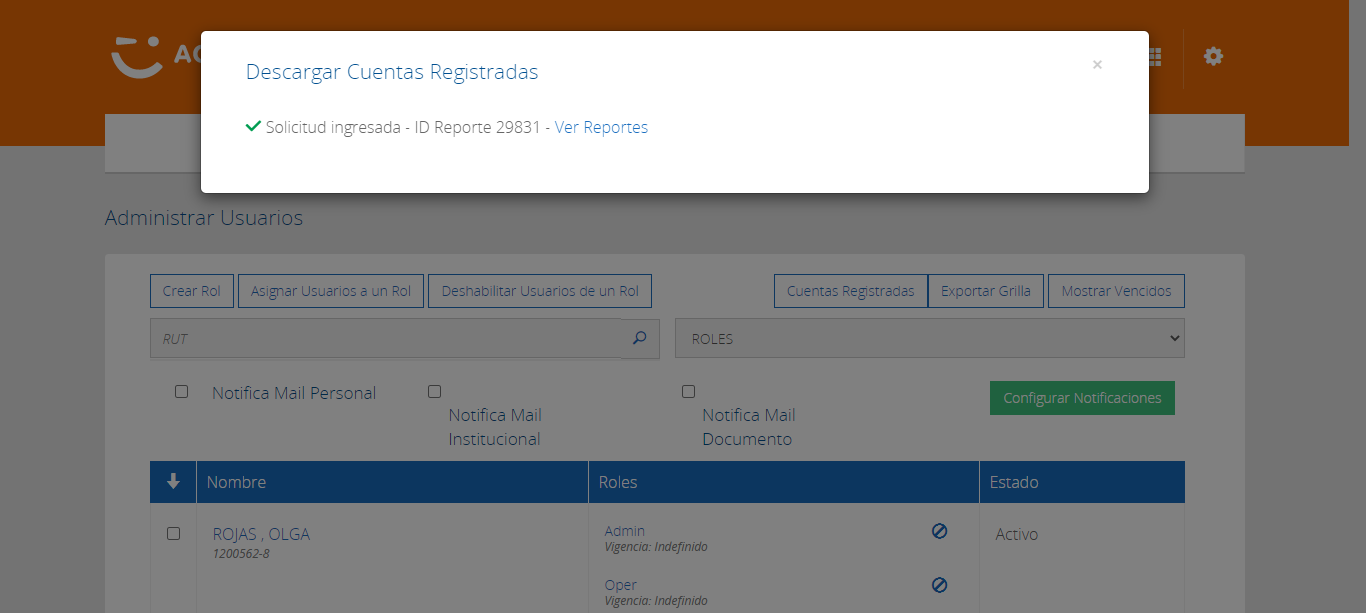 Descargar Cuentas Registradas
×
Solicitud ingresada - ID Reporte 29831 - Ver Reportes
Administrar Usuarios
Crear Rol Asignar Usuarios a un Rol Deshabilitar Usuarios de un Rol Cuentas Registradas Exportar Grilla Mostrar Vencidos
RUT ROLES
Notifica Mail Personal
Notifica Mail
Institucional
Notifica Mail
Documento
Configurar Notificaciones
Nombre Roles Estado
ROJAS , OLGA
1200562-8
Admin
Vigencia: Indefinido
Activo
Oper
Vigencia: Indefinido